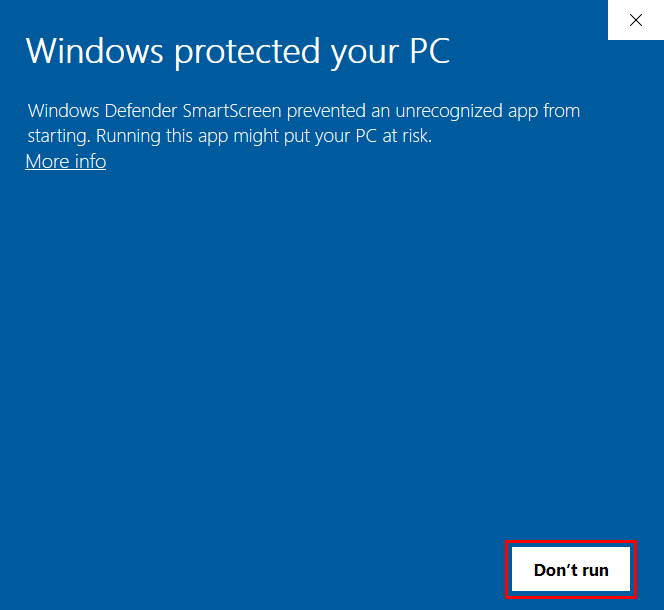 Windows protected your PC
Windows Defender SmartScreen prevented an unrecognized app from
starting. Running this app might put your PC at risk.
More info
Don’t run